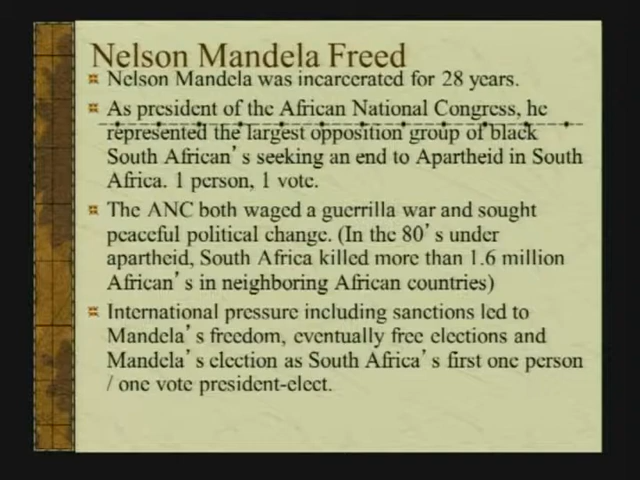 Nelson Mandela Freed
Nelson Mandela was incarcerated for 28 years.
As president of the African National Congress, he
represented the largest opposition group of black
South African's seeking an end to Apartheid in South
Africa. 1 person, 1 vote.
The ANC both waged a guerrilla war and sought
peaceful political change. (In the 80's under
apartheid, South Africa killed more than 1.6 million
African's in neighboring African countries)
International pressure including sanctions led to
Mandela's freedom, eventually free elections and
Mandela's election as South Africa's first one person
/ one vote president-elect.